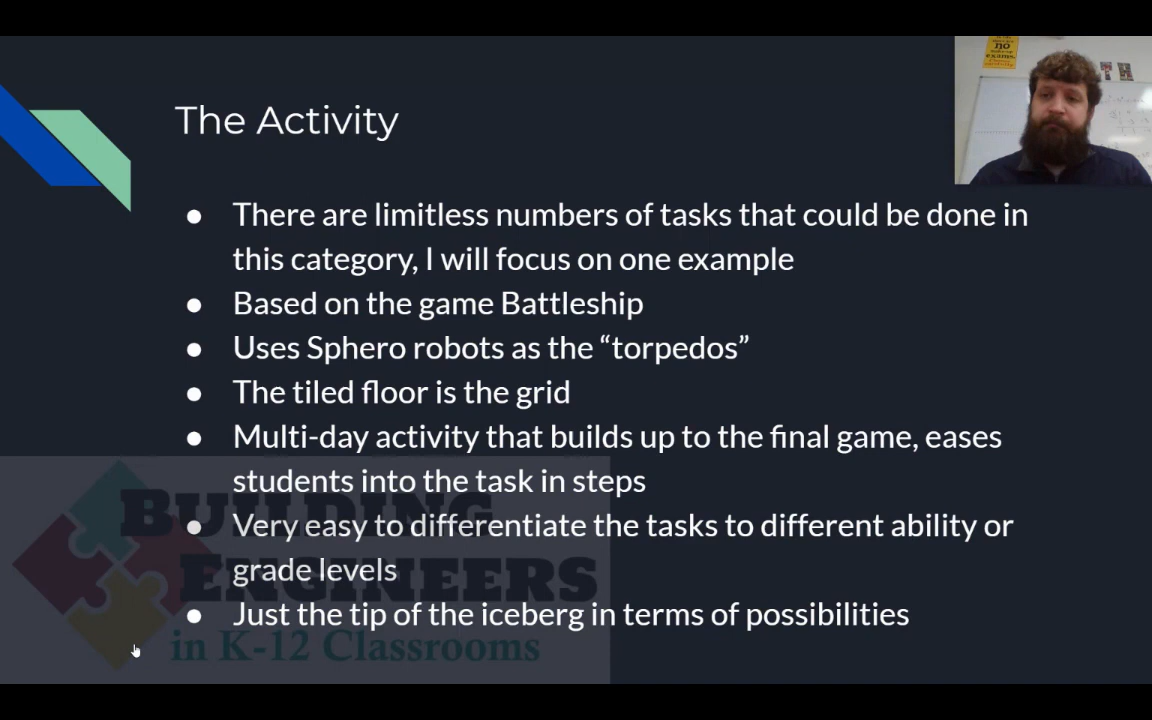 The Activity
● There are limitless numbers of tasks that could be done in
this category, I will focus on one example
● Based on the game Battleship
● Uses Sphero robots as the “torpedos”
● The tiled floor is the grid
● Multi-day activity that builds up to the final game, eases
students into the task in steps
● Very easy to differentiate the tasks to different ability or
grade levels
● Just the tip of the iceberg in terms of possibilities
BUILDING
ENGINEERS
in K-12 Classrooms
no
exams
TH